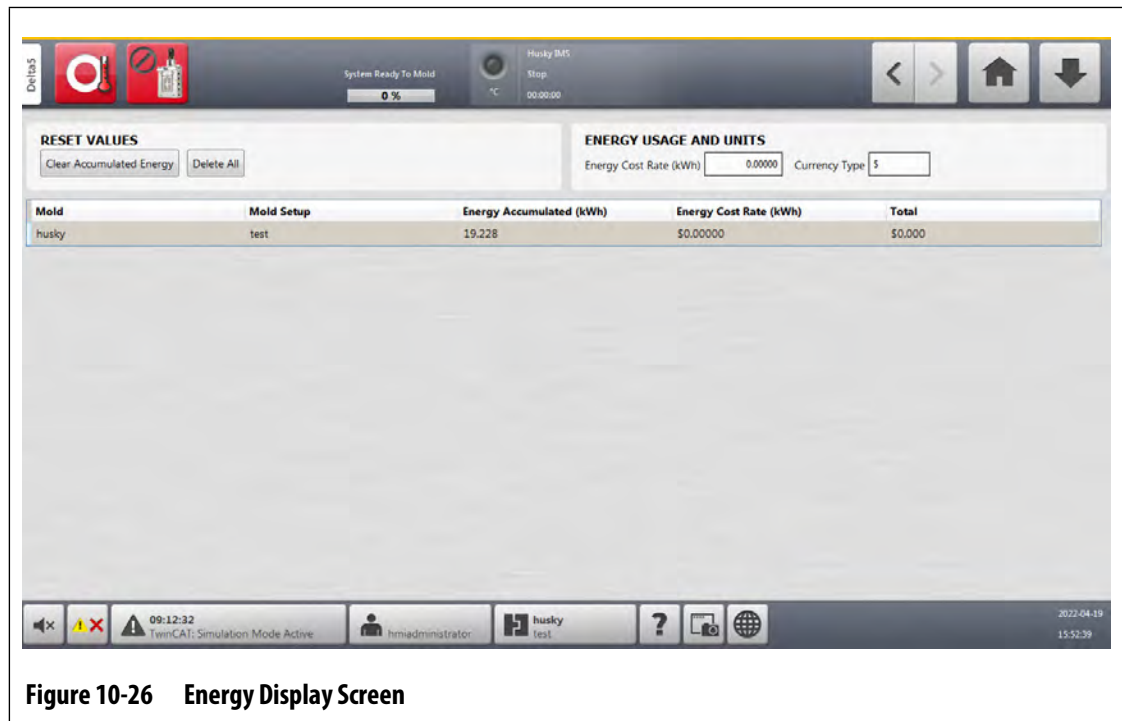 Delta5
Husky IMS
System Ready To Mold
Stop
0 %
°C
00:00:00
RESET VALUES
Clear Accumulated Energy Delete All
ENERGY USAGE AND UNITS
Energy Cost Rate (kWh) 0.00000 Currency Type $
Mold Mold Setup Energy Accumulated (kWh) Energy Cost Rate (kWh) Total
husky test 19.228 $0.00000 $0.000
09:12:32
TwinCAT: Simulation Mode Active
hmiadministrator
husky
test
?
2022-04-19
15:52:39
Figure 10-26 Energy Display Screen